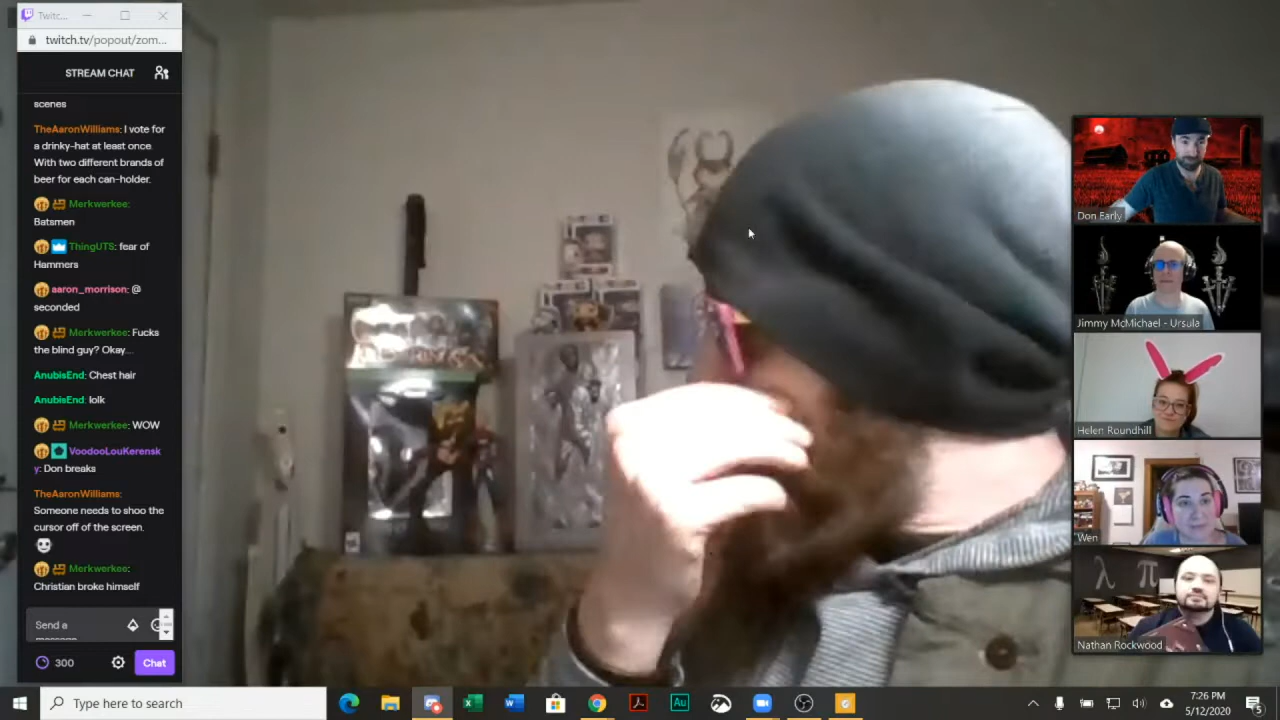 Twitc...
twitch.tv/popout/zom...
STREAM CHAT
scenes
TheAaronWilliams: I vote for
a drinky-hat at least once.
With two different brands of
beer for each can-holder.
Merkwerkee:
Batsmen
ThingUTS: fear of
Hammers
aaron_morrison: @
seconded
Merkwerkee: Fucks
the blind guy? Okay...
AnubisEnd: Chest hair
AnubisEnd: lolk
Merkwerkee: WOW
VoodooLouKerensk
y: Don breaks
TheAaronWilliams:
Someone needs to shoo the
cursor off of the screen.
Merkwerkee:
Christian broke himself
Send a
message
300
Chat
Don Early
Jimmy McMichael - Ursula
Helen Roundhill
Wen
λ π
Nathan Rockwood
Type here to search
7:26 PM
5/12/2020
5